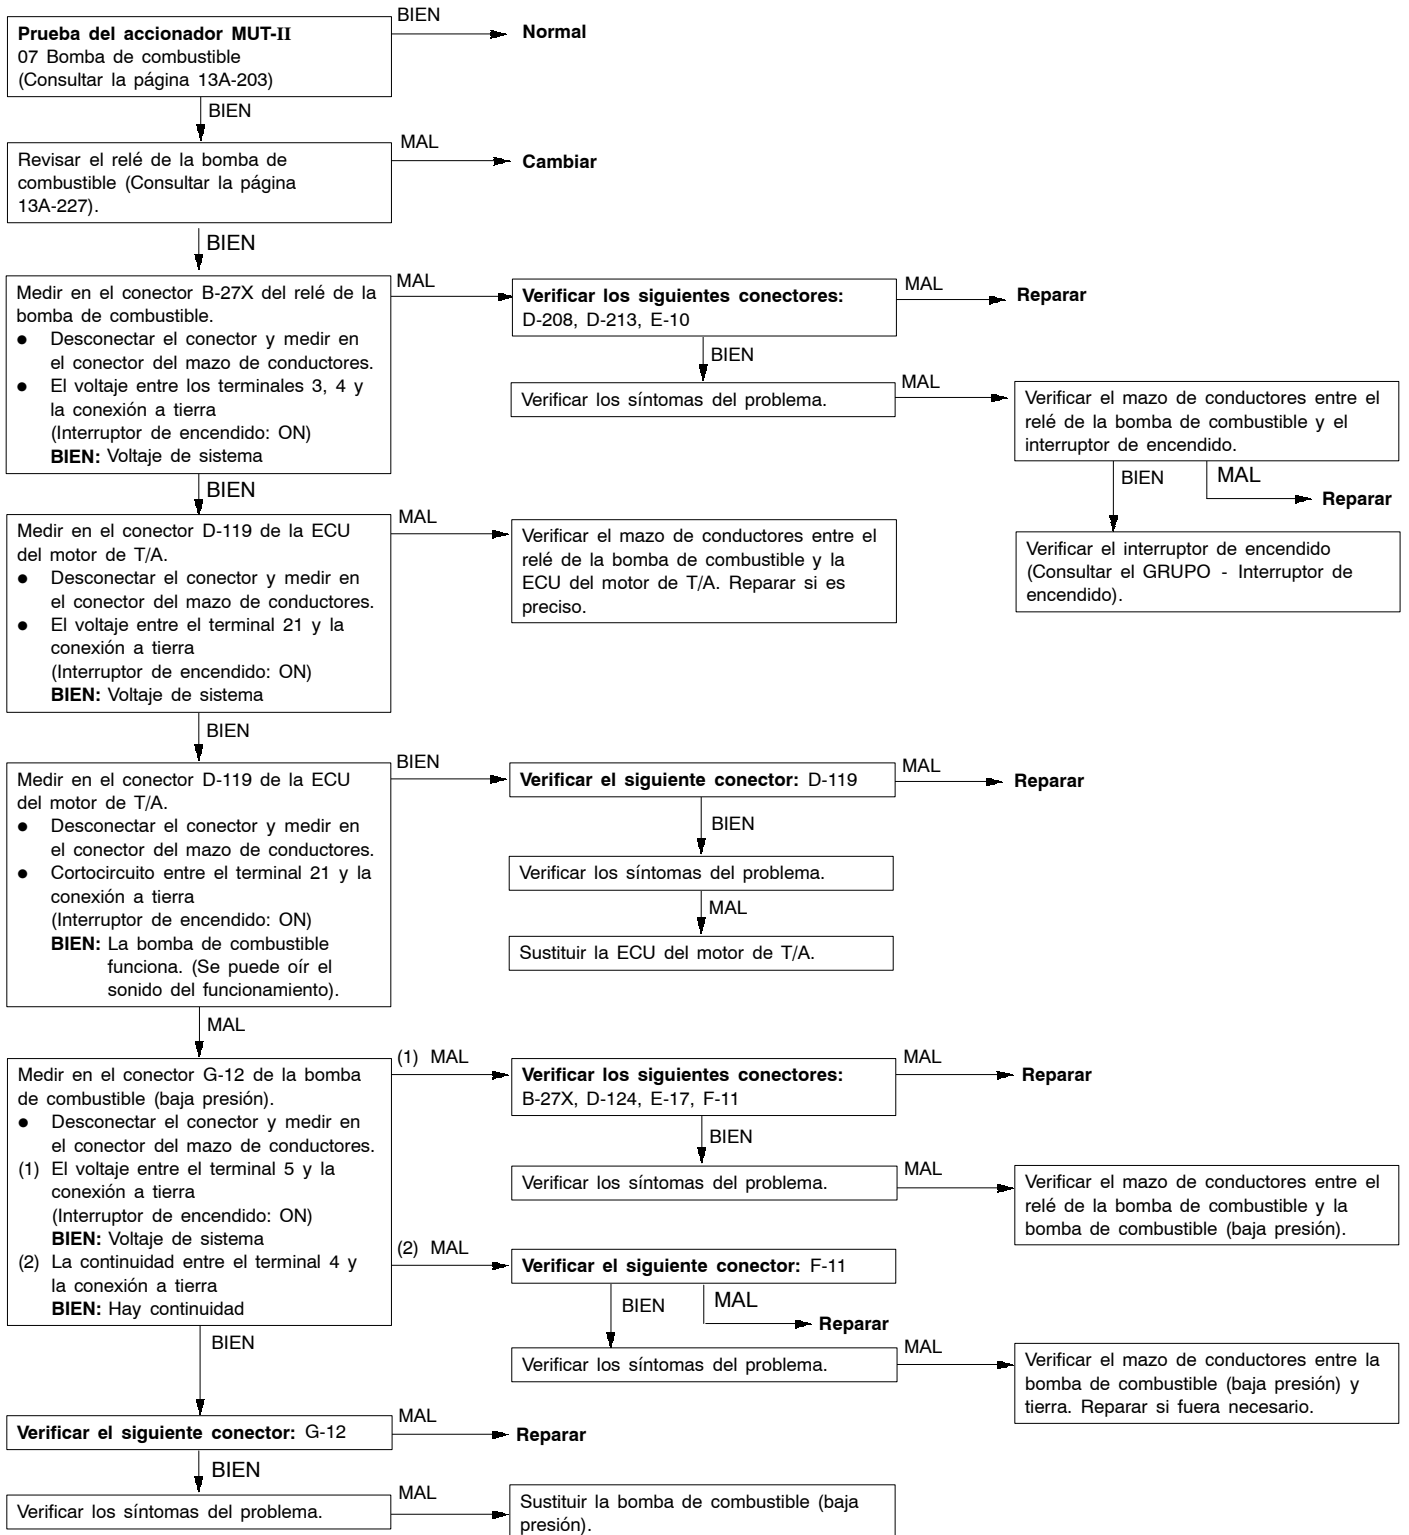 BIEN
Prueba del accionador MUT-II
07 Bomba de combustible
(Consultar la página 13A-203)
Normal
BIEN
Revisar el relé de la bomba de
combustible (Consultar la página
13A-227).
MAL
Cambiar
BIEN
Medir en el conector B-27X del relé de la
bomba de combustible.
● Desconectar el conector y medir en
el conector del mazo de conductores.
● El voltaje entre los terminales 3, 4 y
la conexión a tierra
(Interruptor de encendido: ON)
BIEN: Voltaje de sistema
MAL
Verificar los siguientes conectores:
D-208, D-213, E-10
MAL
Reparar
BIEN
Verificar los síntomas del problema.
MAL
Verificar el mazo de conductores entre el
relé de la bomba de combustible y el
interruptor de encendido.
BIEN
MAL
Reparar
Verificar el interruptor de encendido
(Consultar el GRUPO - Interruptor de
encendido).
BIEN
Medir en el conector D-119 de la ECU
del motor de T/A.
● Desconectar el conector y medir en
el conector del mazo de conductores.
● El voltaje entre el terminal 21 y la
conexión a tierra
(Interruptor de encendido: ON)
BIEN: Voltaje de sistema
MAL
Verificar el mazo de conductores entre el
relé de la bomba de combustible y la
ECU del motor de T/A. Reparar si es
preciso.
BIEN
Medir en el conector D-119 de la ECU
del motor de T/A.
● Desconectar el conector y medir en
el conector del mazo de conductores.
● Cortocircuito entre el terminal 21 y la
conexión a tierra
(Interruptor de encendido: ON)
BIEN: La bomba de combustible
funciona. (Se puede oír el
sonido del funcionamiento).
BIEN
Verificar el siguiente conector: D-119
MAL
Reparar
BIEN
Verificar los síntomas del problema.
MAL
Sustituir la ECU del motor de T/A.
MAL
Medir en el conector G-12 de la bomba
de combustible (baja presión).
● Desconectar el conector y medir en
el conector del mazo de conductores.
(1) El voltaje entre el terminal 5 y la
conexión a tierra
(Interruptor de encendido: ON)
BIEN: Voltaje de sistema
(2) La continuidad entre el terminal 4 y
la conexión a tierra
BIEN: Hay continuidad
(1) MAL
Verificar los siguientes conectores:
B-27X, D-124, E-17, F-11
MAL
Reparar
BIEN
Verificar los síntomas del problema.
MAL
Verificar el mazo de conductores entre el
relé de la bomba de combustible y la
bomba de combustible (baja presión).
(2) MAL
Verificar el siguiente conector: F-11
BIEN
MAL
Reparar
Verificar los síntomas del problema.
MAL
Verificar el mazo de conductores entre la
bomba de combustible (baja presión) y
tierra. Reparar si fuera necesario.
BIEN
Verificar el siguiente conector: G-12
MAL
Reparar
BIEN
Verificar los síntomas del problema.
MAL
Sustituir la bomba de combustible (baja
presión).